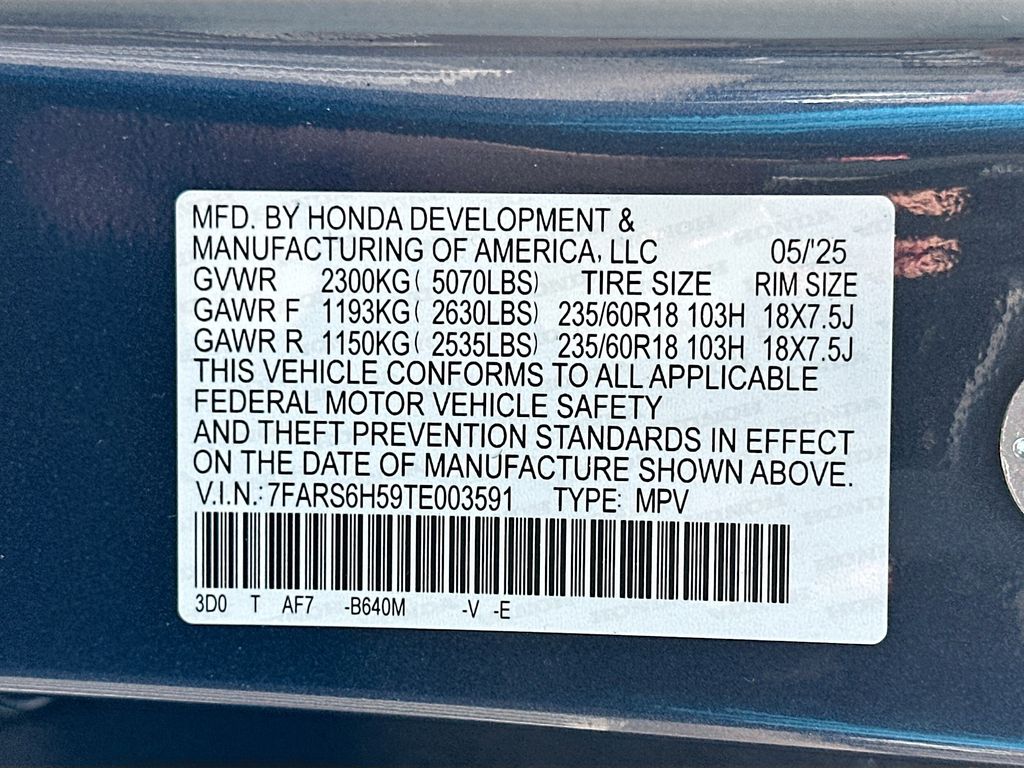 MFD. BY HONDA DEVELOPMENT &
MANUFACTURING OF AMERICA, LLC 05/'25
GVWR 2300KG( 5070LBS) TIRE SIZE RIM SIZE
GAWR F 1193KG( 2630LBS) 235/60R18 103H 18X7.5J
GAWR R 1150KG( 2535LBS) 235/60R18 103H 18X7.5J
THIS VEHICLE CONFORMS TO ALL APPLICABLE
FEDERAL MOTOR VEHICLE SAFETY
AND THEFT PREVENTION STANDARDS IN EFFECT
ON THE DATE OF MANUFACTURE SHOWN ABOVE.
V.I.N.: 7FARS6H59TE003591 TYPE: MPV
3D0 T AF7 -B640M -V -E